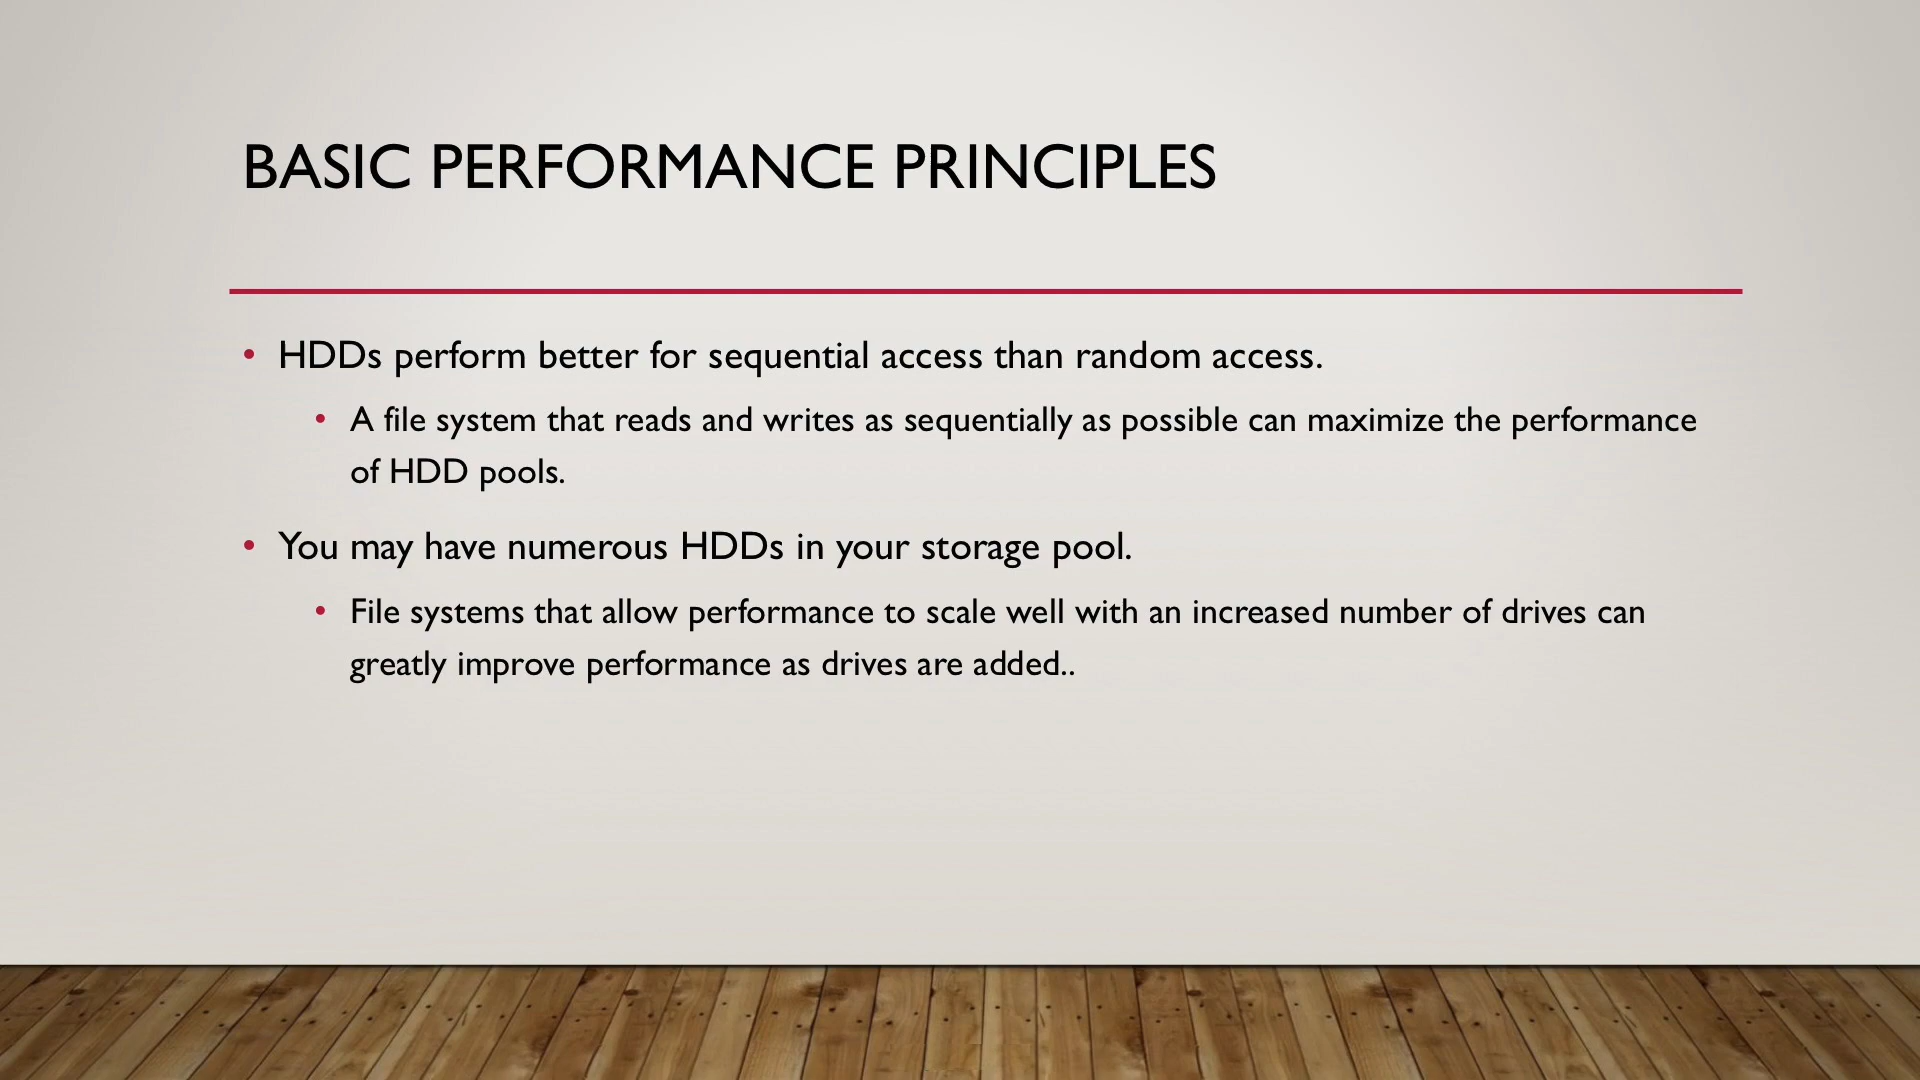 BASIC PERFORMANCE PRINCIPLES
• HDDs perform better for sequential access than random access.
• A file system that reads and writes as sequentially as possible can maximize the performance
of HDD pools.
• You may have numerous HDDs in your storage pool.
• File systems that allow performance to scale well with an increased number of drives can
greatly improve performance as drives are added..